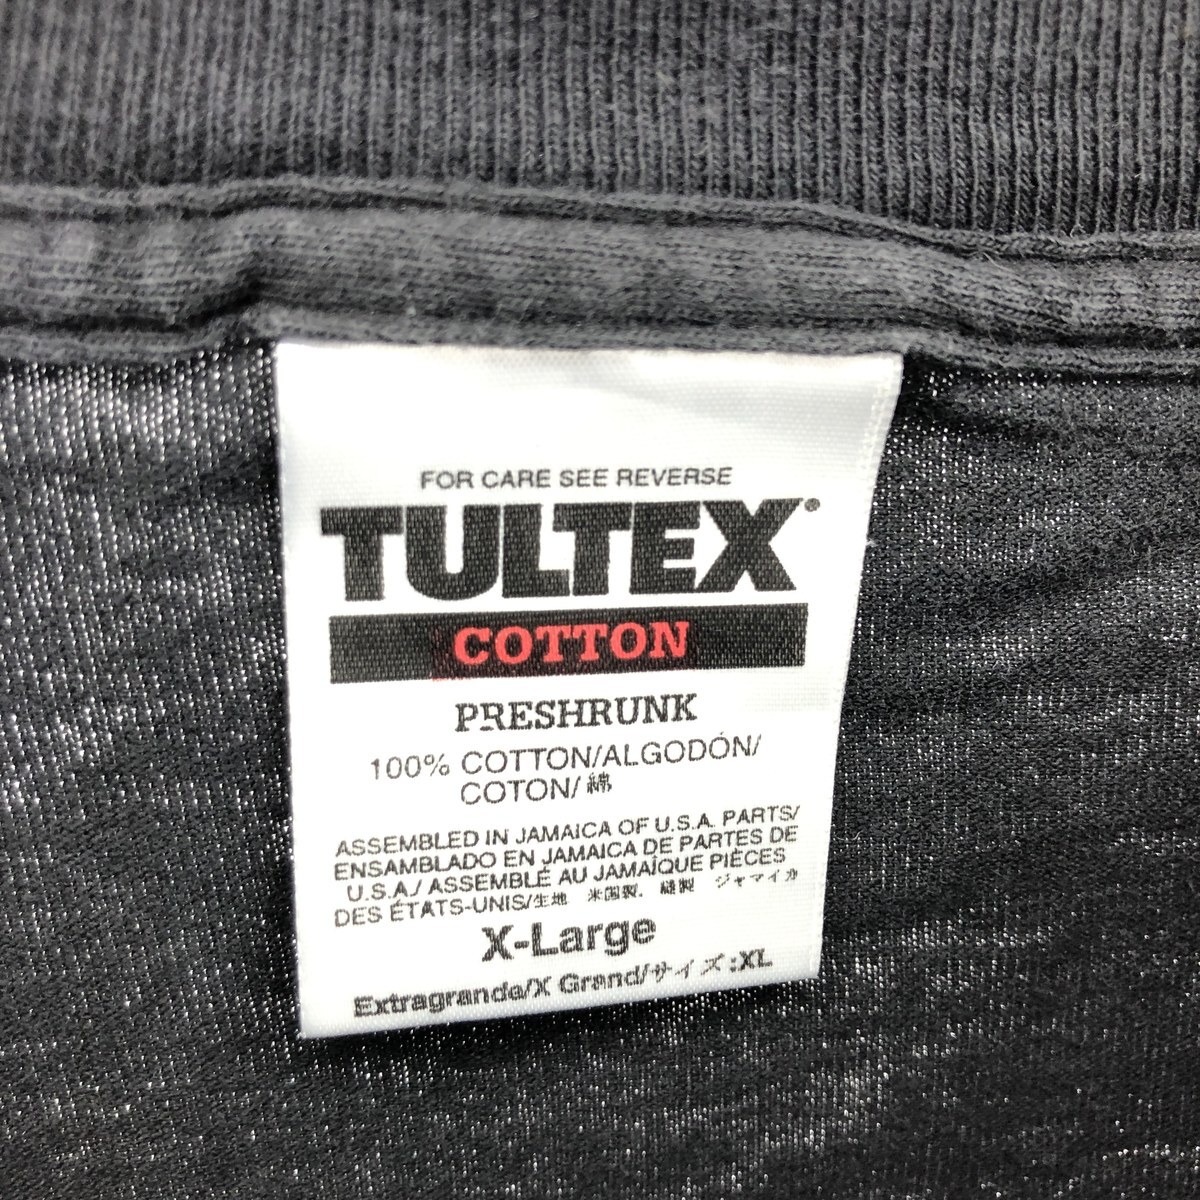 FOR CARE SEE REVERSE
TULTEX®
COTTON
PRESHRUNK
100% COTTON/ALGODÓN/
COTON/綿
ASSEMBLED IN JAMAICA OF U.S.A. PARTS/
ENSAMBLADO EN JAMAICA DE PARTES DE
U.S.A./ ASSEMBLÉ AU JAMAÏQUE PIÈCES
DES ÉTATS-UNIS/生地 米国製. 縫製 ジャマイカ
X-Large
Extragrande/X Grand/サイズ:XL